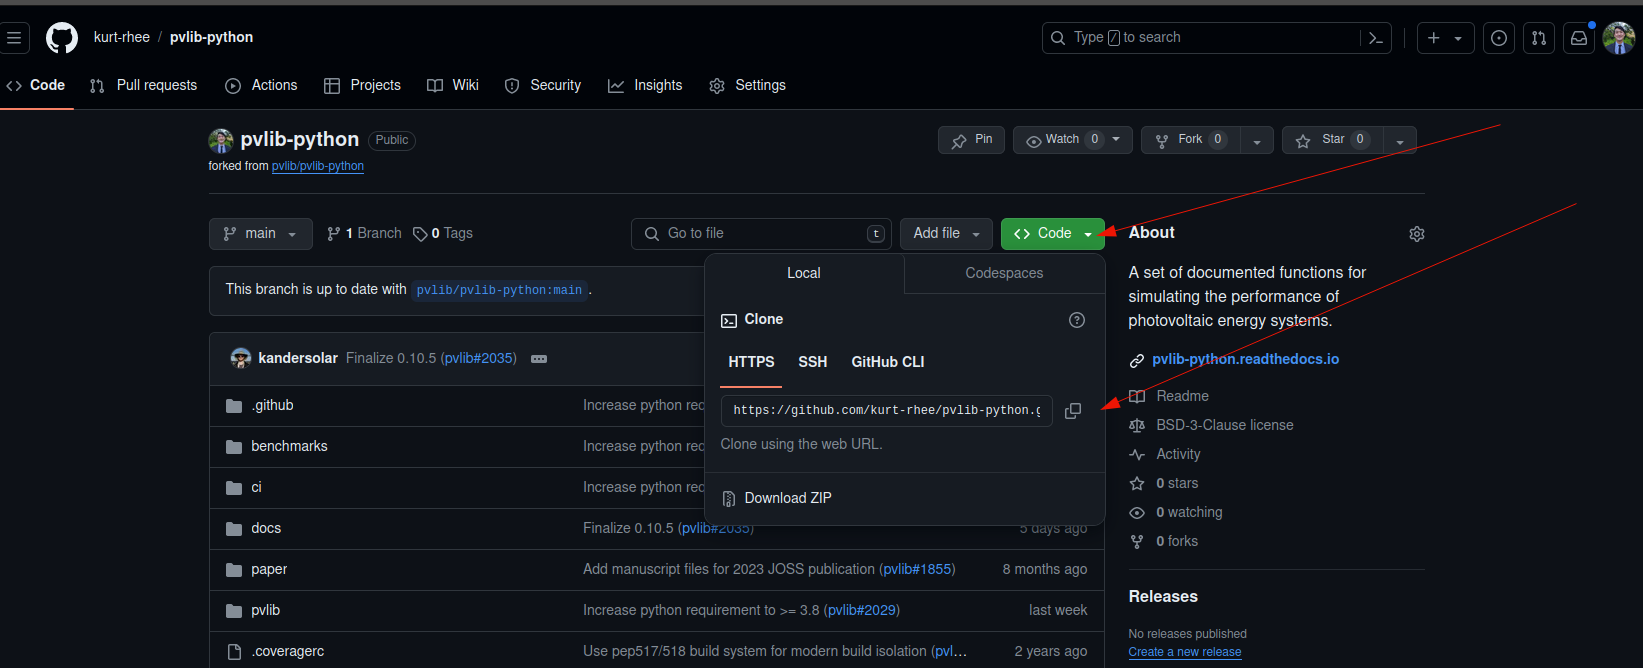 kurt-rhee / pvlib-python
Type / to search
Code Pull requests Actions Projects Wiki Security Insights Settings
pvlib-python Public
Pin Watch 0 Fork 0 Star 0
forked from pvlib/pvlib-python
main 1 Branch 0 Tags Go to file t Add file Code
About
Local Codespaces
A set of documented functions for
simulating the performance of
photovoltaic energy systems.
This branch is up to date with pvlib/pvlib-python:main .
Clone
HTTPS SSH GitHub CLI
https://github.com/kurt-rhee/pvlib-python.g
Clone using the web URL.
Download ZIP
pvlib-python.readthedocs.io
Readme
BSD-3-Clause license
Activity
0 stars
0 watching
0 forks
kandersolar Finalize 0.10.5 (pvlib#2035)
.github Increase python req
benchmarks Increase python rec
ci Increase python rec
docs Finalize 0.10.5 (pvlib#2035) 5 days ago
paper Add manuscript files for 2023 JOSS publication (pvlib#1855) 8 months ago
pvlib Increase python requirement to >= 3.8 (pvlib#2029) last week
.coveragerc Use pep517/518 build system for modern build isolation (pvl... 2 years ago
Releases
No releases published
Create a new release